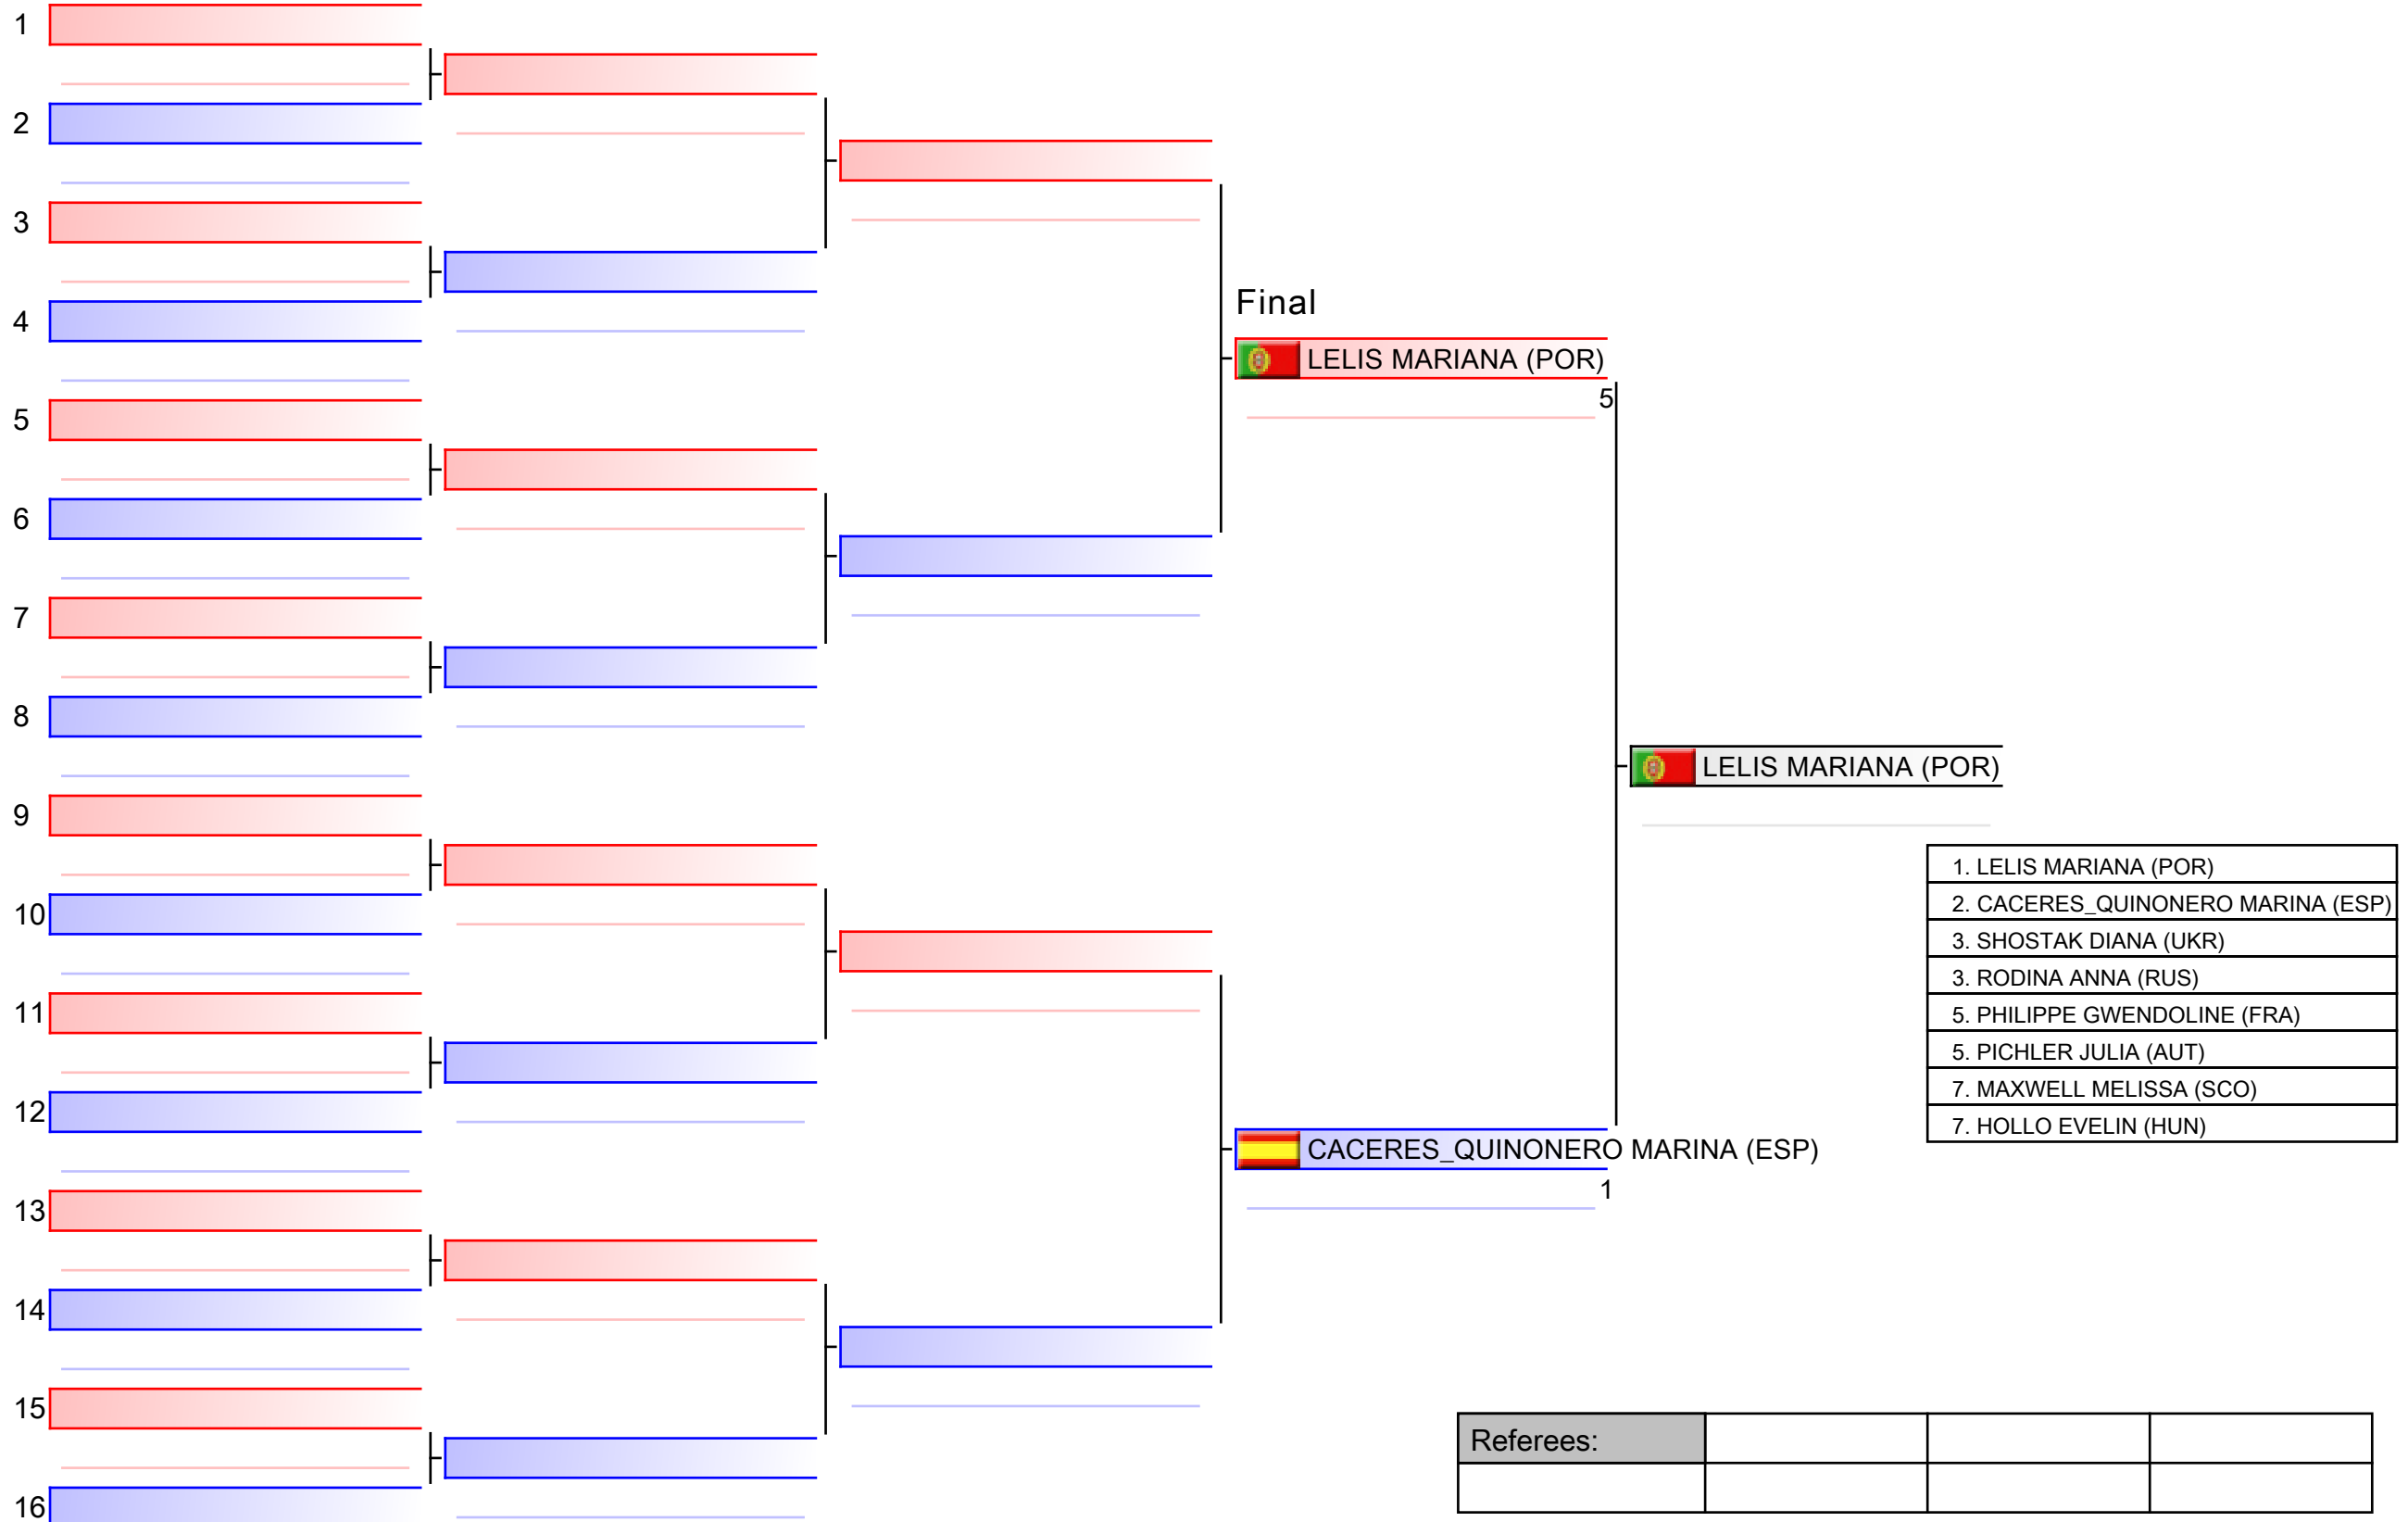 1
2
3
4
5
6
7
8
9
10
11
12
13
14
15
16
Final
LELIS MARIANA (POR)
5
LELIS MARIANA (POR)
CACERES_QUINONERO MARINA (ESP)
1
1. LELIS MARIANA (POR)
2. CACERES_QUINONERO MARINA (ESP)
3. SHOSTAK DIANA (UKR)
3. RODINA ANNA (RUS)
5. PHILIPPE GWENDOLINE (FRA)
5. PICHLER JULIA (AUT)
7. MAXWELL MELISSA (SCO)
7. HOLLO EVELIN (HUN)
Referees: